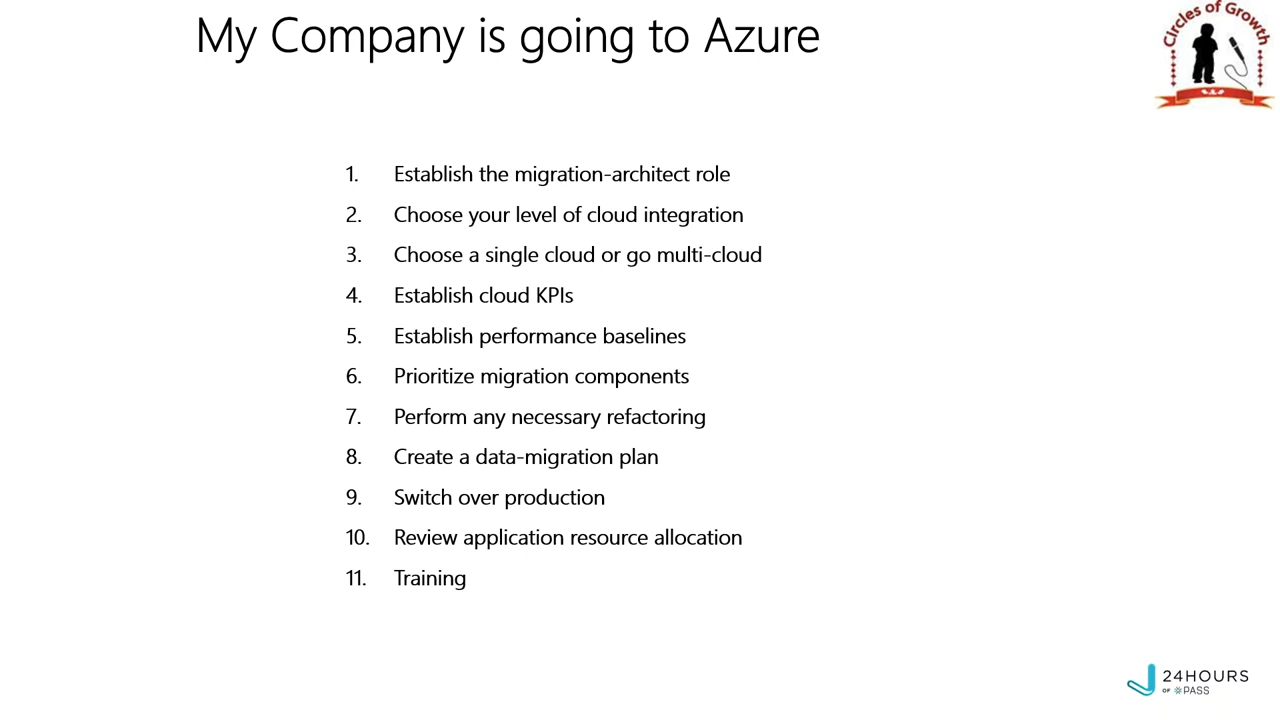 My Company is going to Azure
Circles of Growth
1. Establish the migration-architect role
2. Choose your level of cloud integration
3. Choose a single cloud or go multi-cloud
4. Establish cloud KPIs
5. Establish performance baselines
6. Prioritize migration components
7. Perform any necessary refactoring
8. Create a data-migration plan
9. Switch over production
10. Review application resource allocation
11. Training
24HOURS
OF PASS